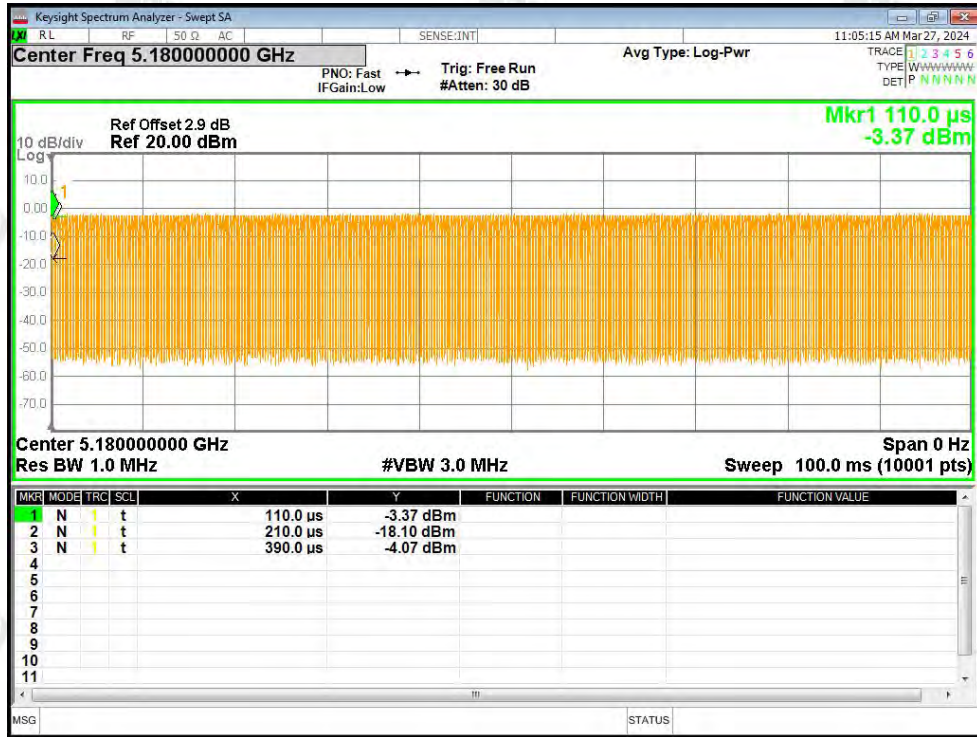 Keysight Spectrum Analyzer - Swept SA
LXI RL RF 50 Ω AC SENSE:INT 11:05:15 AM Mar 27, 2024
Center Freq 5.180000000 GHz Avg Type: Log-Pwr TRACE 1 2 3 4 5 6
PNO: Fast Trig: Free Run TYPE WWWWWW
IFGain:Low #Atten: 30 dB DET P N N N N N
Mkr1 110.0 µs
Ref Offset 2.9 dB
10 dB/div Ref 20.00 dBm -3.37 dBm
Log
10.0
1
0.00
-10.0
-20.0
-30.0
-40.0
-50.0
-60.0
-70.0
Center 5.180000000 GHz Span 0 Hz
Res BW 1.0 MHz #VBW 3.0 MHz Sweep 100.0 ms (10001 pts)
MKR MODE TRC SCL X Y FUNCTION FUNCTION WIDTH FUNCTION VALUE
1 N 1 t 110.0 µs -3.37 dBm
2 N 1 t 210.0 µs -18.10 dBm
3 N 1 t 390.0 µs -4.07 dBm
4
5
6
7
8
9
10
11
MSG STATUS